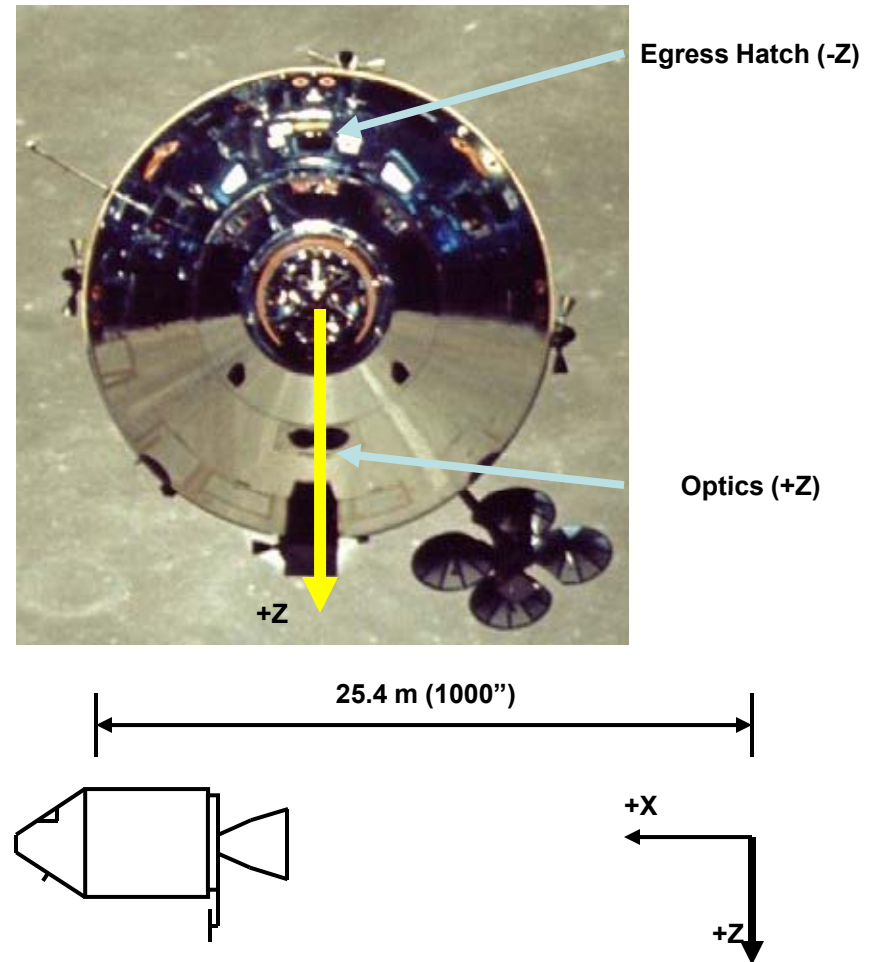 Egress Hatch (-Z)
Optics (+Z)
+Z
25.4 m (1000”)
+X
+Z